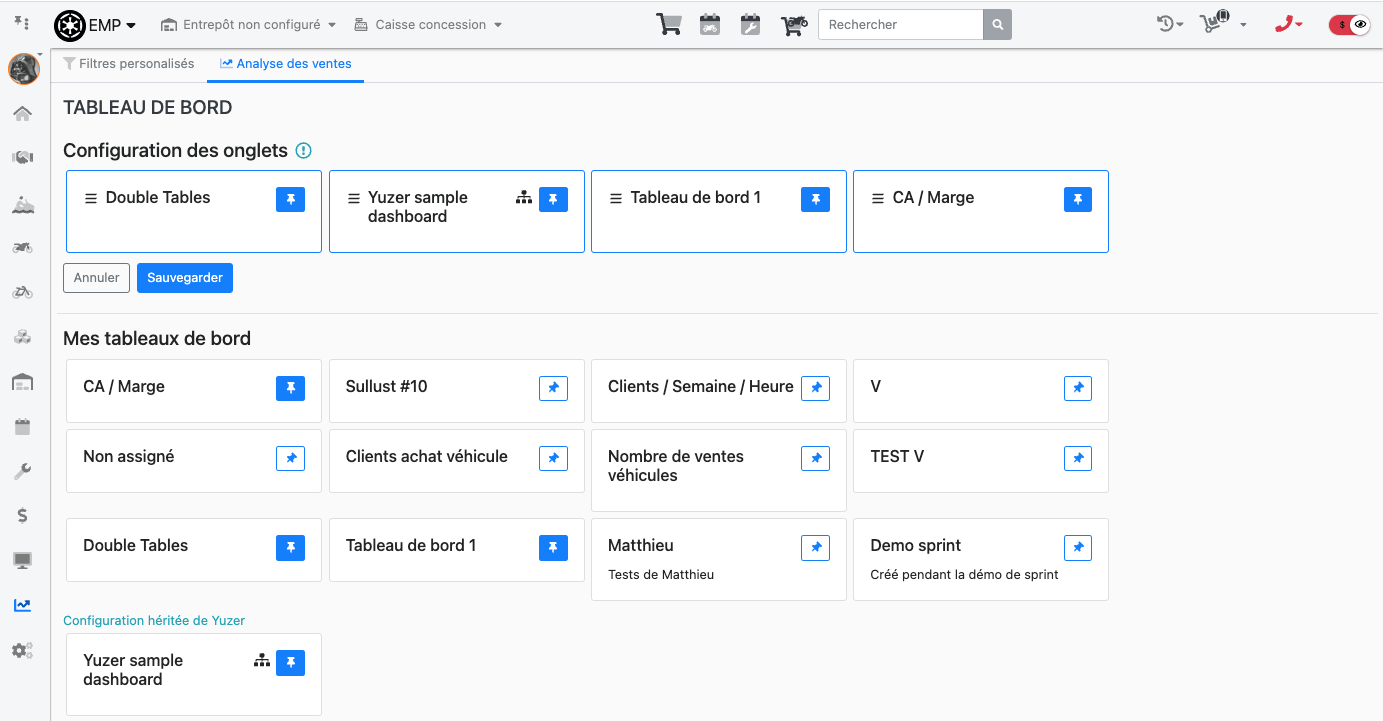 EMP
Entrepôt non configuré
Caisse concession
Rechercher
$
Filtres personalisés
Analyse des ventes
TABLEAU DE BORD
Configuration des onglets
Double Tables
Yuzer sample
dashboard
Tableau de bord 1
CA / Marge
Annuler
Sauvegarder
Mes tableaux de bord
CA / Marge
Sullust #10
Clients / Semaine / Heure
V
Non assigné
Clients achat véhicule
Nombre de ventes
véhicules
TEST V
Double Tables
Tableau de bord 1
Matthieu
Tests de Matthieu
Demo sprint
Créé pendant la démo de sprint
Configuration héritée de Yuzer
Yuzer sample
dashboard